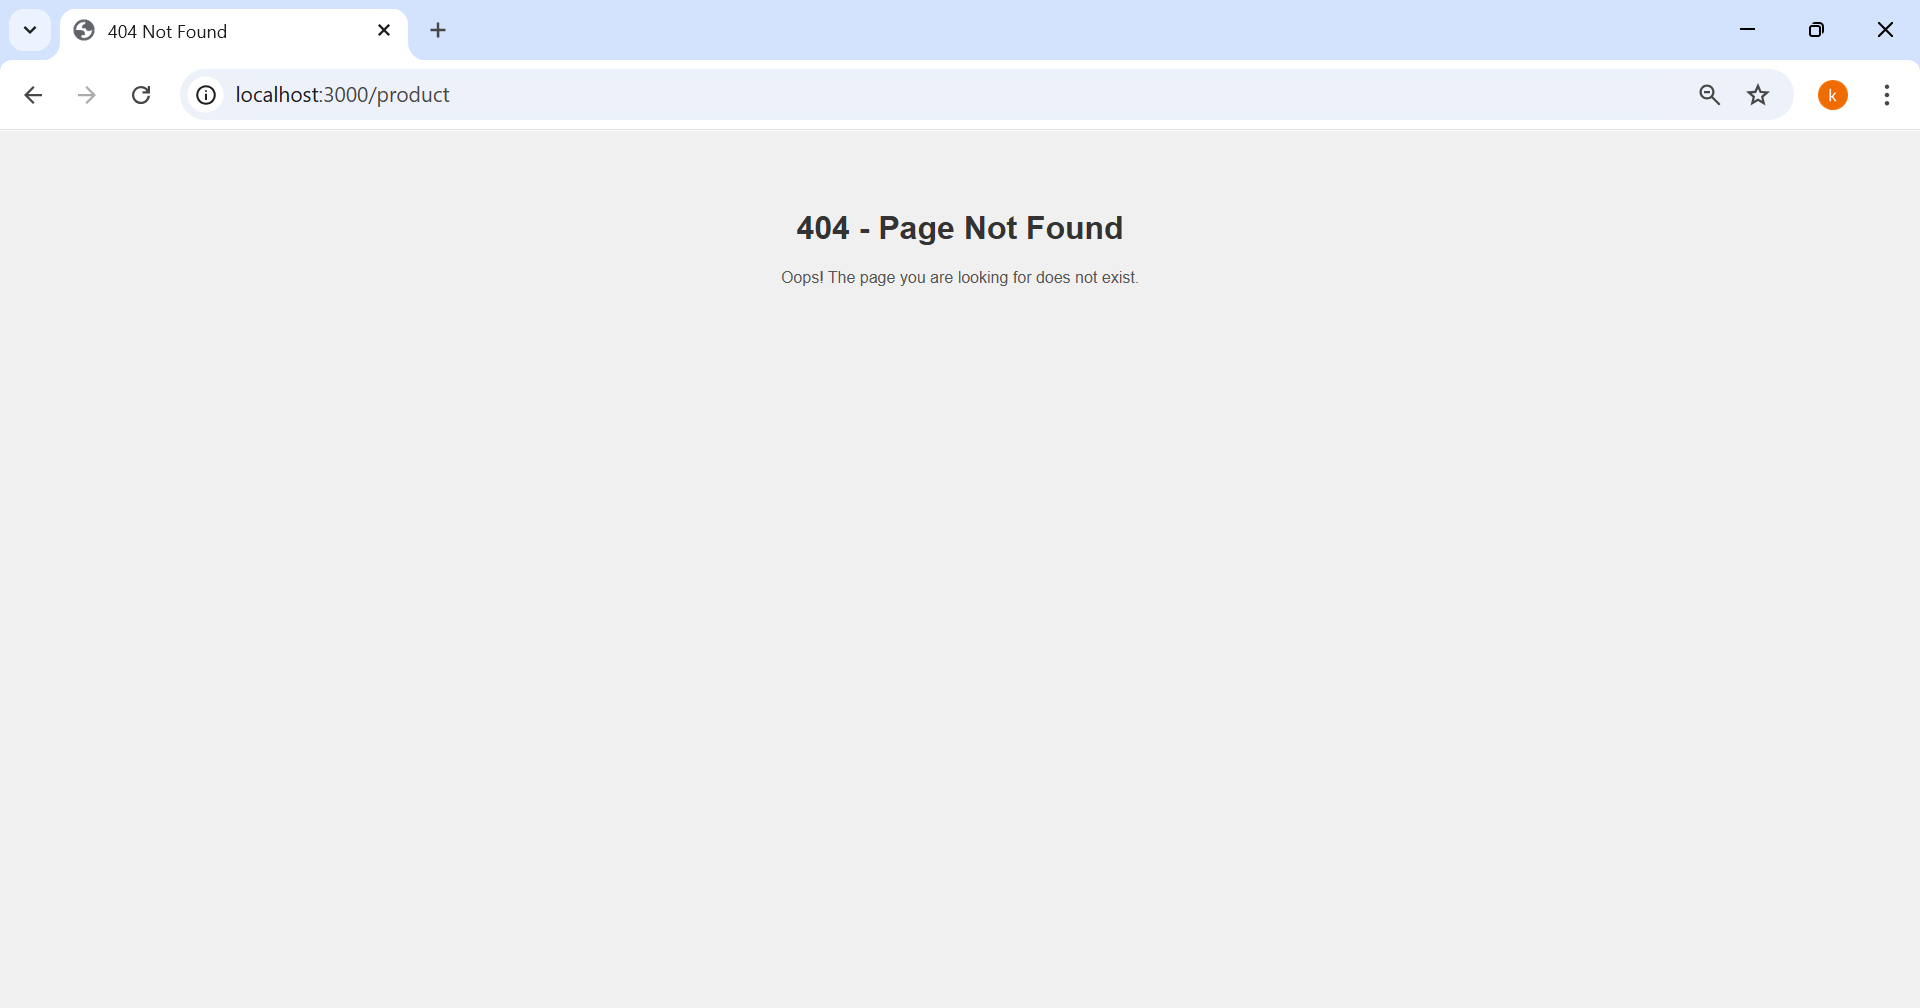 404 Not Found
localhost:3000/product
k
404 - Page Not Found
Oops! The page you are looking for does not exist.